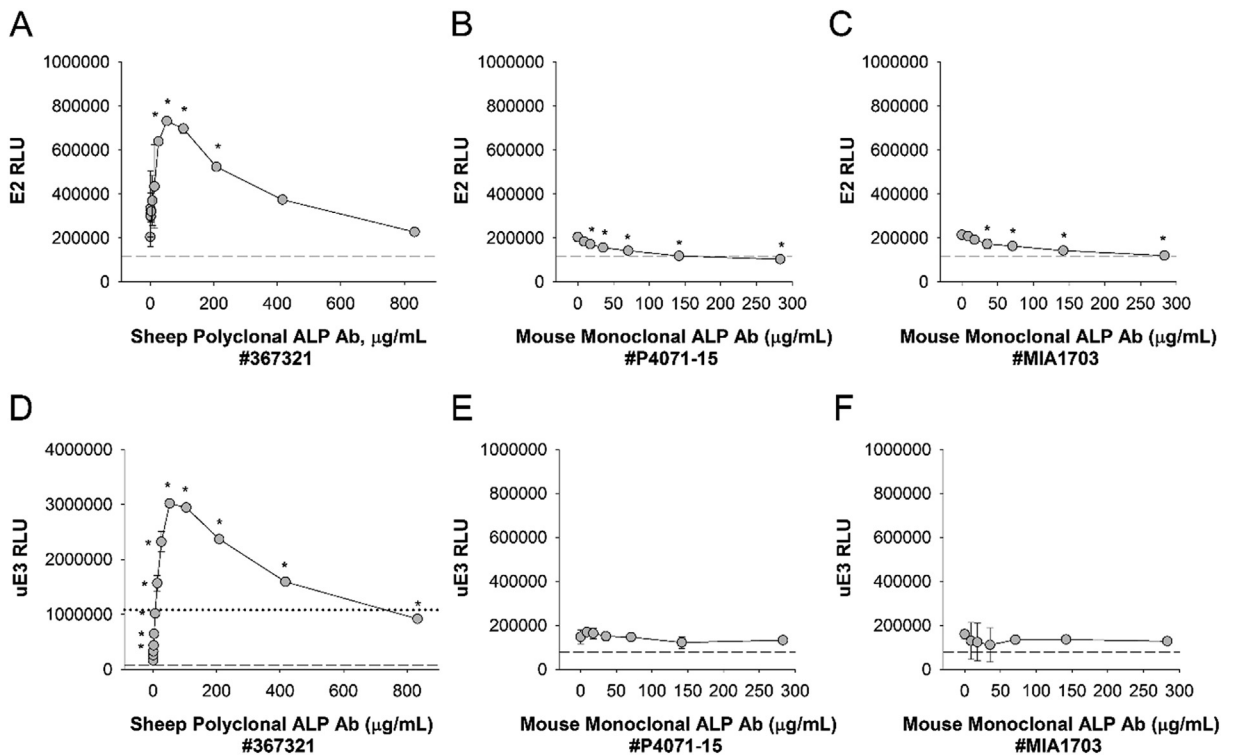 A
B
C
1000000
800000
600000
400000
200000
0
E2 RLU
* * * *
0 200 400 600 800
Sheep Polyclonal ALP Ab, μg/mL
#367321
1000000
800000
600000
400000
200000
0
E2 RLU
* * * * *
0 50 100 150 200 250 300
Mouse Monoclonal ALP Ab (μg/mL)
#P4071-15
1000000
800000
600000
400000
200000
0
E2 RLU
* * * *
0 50 100 150 200 250 300
Mouse Monoclonal ALP Ab (μg/mL)
#MIA1703
D
E
F
4000000
3000000
2000000
1000000
0
uE3 RLU
* * * * * * * * *
0 200 400 600 800
Sheep Polyclonal ALP Ab (μg/mL)
#367321
1000000
800000
600000
400000
200000
0
uE3 RLU
0 50 100 150 200 250 300
Mouse Monoclonal ALP Ab (μg/mL)
#P4071-15
1000000
800000
600000
400000
200000
0
uE3 RLU
0 50 100 150 200 250 300
Mouse Monoclonal ALP Ab (μg/mL)
#MIA1703